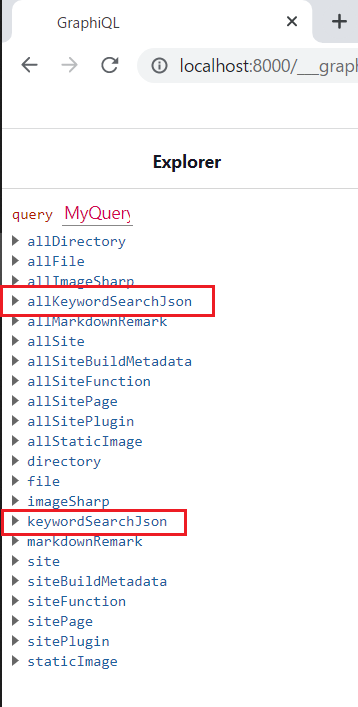 GraphiQL
localhost:8000/___grap
Explorer
query MyQuery
allDirectory
allFile
allImageSharp
allKeywordSearchJson
allMarkdownRemark
allSite
allSiteBuildMetadata
allSiteFunction
allSitePage
allSitePlugin
allStaticImage
directory
file
imageSharp
keywordSearchJson
markdownRemark
site
siteBuildMetadata
siteFunction
sitePage
sitePlugin
staticImage